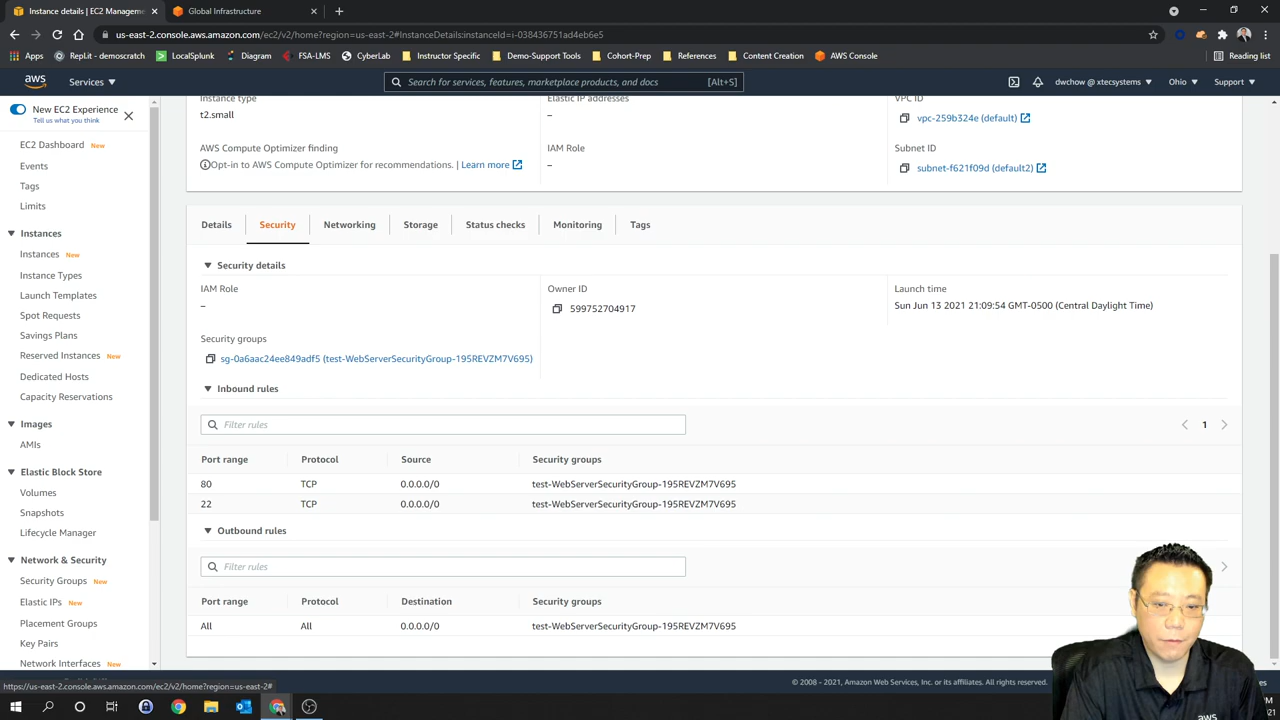 Instance details | EC2 Manageme
Global Infrastructure
us-east-2.console.aws.amazon.com/ec2/v2/home?region=us-east-2#InstanceDetails:instanceId=i-038436751ad4eb6e5
Apps
Replit - demoscratch
LocalSplunk
Diagram
FSA-LMS
Cyber
Instructor Specific
Demo-Support Tools
Cohort-Prep
References
Content Creation
AWS Console
Reading list
aws
Services
Search for services, features, marketplace products, and docs
[Alt+S]
dwchow @ xtecsystems
Ohio
Support
New EC2 Experience
Tell us what you think
EC2 Dashboard New
Events
Tags
Limits
Instances
Instances New
Instance Types
Launch Templates
Spot Requests
Savings Plans
Reserved Instances New
Dedicated Hosts
Capacity Reservations
Images
AMIs
Elastic Block Store
Volumes
Snapshots
Lifecycle Manager
Network & Security
Security Groups New
Elastic IPs New
Placement Groups
Key Pairs
Network Interfaces New
Instance type
t2.small
Elastic IP addresses
–
VPC ID
vpc-259b324e (default)
AWS Compute Optimizer finding
Opt-in to AWS Compute Optimizer for recommendations. | Learn more
IAM Role
–
Subnet ID
subnet-f621f09d (default2)
Details
Security
Networking
Storage
Status checks
Monitoring
Tags
Security details
IAM Role
–
Owner ID
599752704917
Launch time
Sun Jun 13 2021 21:09:54 GMT-0500 (Central Daylight Time)
Security groups
sg-0a6aac24ee849adf5 (test-WebServerSecurityGroup-195REVZM7V695)
Inbound rules
Filter rules
1
Port range Protocol Source Security groups
80 TCP 0.0.0.0/0 test-WebServerSecurityGroup-195REVZM7V695
22 TCP 0.0.0.0/0 test-WebServerSecurityGroup-195REVZM7V695
Outbound rules
Filter rules
Port range Protocol Destination Security groups
All All 0.0.0.0/0 test-WebServerSecurityGroup-195REVZM7V695
https://us-east-2.console.aws.amazon.com/ec2/v2/home?region=us-east-2#
© 2008 - 2021, Amazon Web Services, Inc. or its affiliates. All rights reserved.
aws